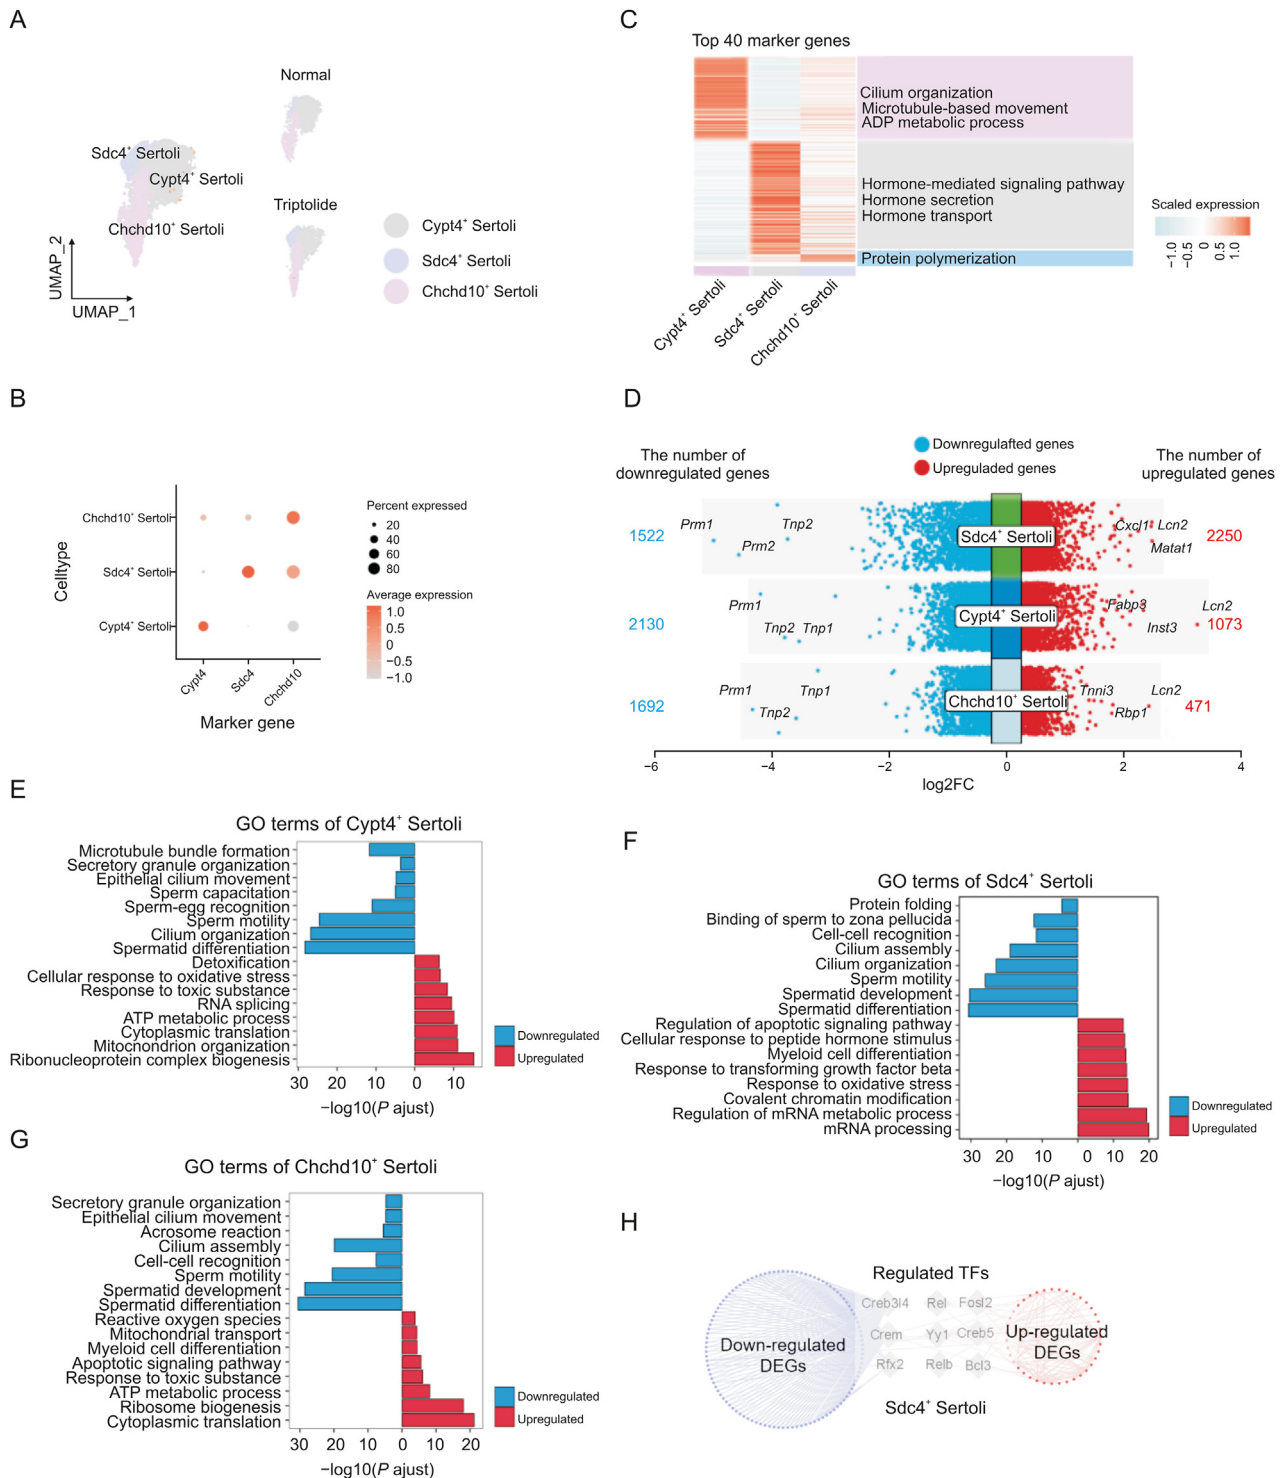 A
Normal
Sdc4⁺ Sertoli
Cypt4⁺ Sertoli
Chchd10⁺ Sertoli
UMAP_2
UMAP_1
Triptolide
Cypt4⁺ Sertoli
Sdc4⁺ Sertoli
Chchd10⁺ Sertoli
C
Top 40 marker genes
Cilium organization
Microtubule-based movement
ADP metabolic process
Hormone-mediated signaling pathway
Hormone secretion
Hormone transport
Protein polymerization
Cypt4⁺ Sertoli
Sdc4⁺ Sertoli
Chchd10⁺ Sertoli
Scaled expression
−1.0 −0.5 0 0.5 1.0
B
Celltype
Chchd10⁺ Sertoli
Sdc4⁺ Sertoli
Cypt4⁺ Sertoli
Cypt4 Sdc4 Chchd10
Marker gene
Percent expressed
20
40
60
80
Average expression
1.0
0.5
0
−0.5
−1.0
D
The number of
downregulated genes
Downregulafted genes
Upreguladed genes
The number of
upregulated genes
1522
Prm1
Prm2
Tnp2
Sdc4⁺ Sertoli
Cxcl1
Lcn2
Matat1
2250
2130
Prm1
Tnp2
Tnp1
Cypt4⁺ Sertoli
Fabp3
Lcn2
Inst3
1073
1692
Prm1
Tnp2
Tnp1
Chchd10⁺ Sertoli
Tnni3
Lcn2
Rbp1
471
−6 −4 −2 0 2 4
log2FC
E
GO terms of Cypt4⁺ Sertoli
Microtubule bundle formation
Secretory granule organization
Epithelial cilium movement
Sperm capacitation
Sperm-egg recognition
Sperm motility
Cilium organization
Spermatid differentiation
Detoxification
Cellular response to oxidative stress
Response to toxic substance
RNA splicing
ATP metabolic process
Cytoplasmic translation
Mitochondrion organization
Ribonucleoprotein complex biogenesis
30 20 10 0 10
−log10(P ajust)
Downregulated
Upregulated
F
GO terms of Sdc4⁺ Sertoli
Protein folding
Binding of sperm to zona pellucida
Cell-cell recognition
Cilium assembly
Cilium organization
Sperm motility
Spermatid development
Spermatid differentiation
Regulation of apoptotic signaling pathway
Cellular response to peptide hormone stimulus
Myeloid cell differentiation
Response to transforming growth factor beta
Response to oxidative stress
Covalent chromatin modification
Regulation of mRNA metabolic process
mRNA processing
30 20 10 0 10 20
−log10(P ajust)
Downregulated
Upregulated
G
GO terms of Chchd10⁺ Sertoli
Secretory granule organization
Epithelial cilium movement
Acrosome reaction
Cilium assembly
Cell-cell recognition
Sperm motility
Spermatid development
Spermatid differentiation
Reactive oxygen species
Mitochondrial transport
Myeloid cell differentiation
Apoptotic signaling pathway
Response to toxic substance
ATP metabolic process
Ribosome biogenesis
Cytoplasmic translation
30 20 10 0 10 20
−log10(P ajust)
Downregulated
Upregulated
H
Regulated TFs
Creb3l4 Rel Fosl2
Crem Yy1 Creb5
Rfx2 Relb Bcl3
Down-regulated
DEGs
Up-regulated
DEGs
Sdc4⁺ Sertoli